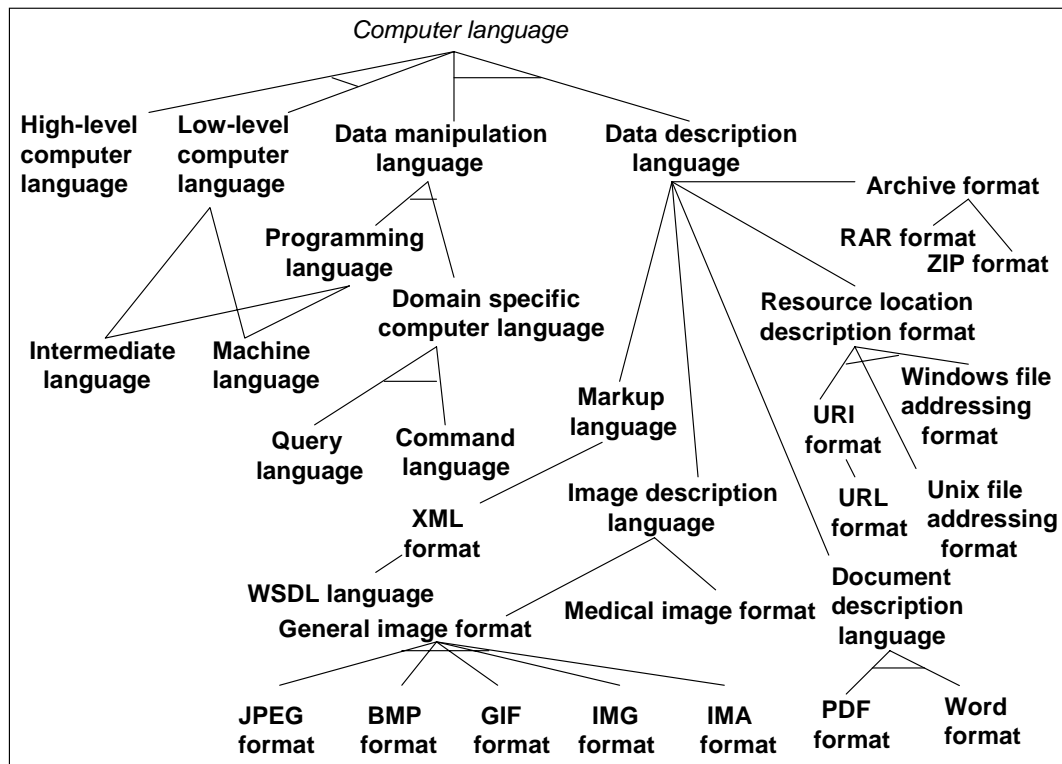 Computer language
High-level
computer
language
Low-level
computer
language
Data manipulation
language
Data description
language
Archive format
RAR format
ZIP format
Programming
language
Domain specific
computer language
Resource location
description format
Intermediate
language
Machine
language
Windows file
addressing
format
Markup
language
URI
format
Query
language
Command
language
Image description
language
URL
format
Unix file
addressing
format
XML
format
WSDL language
Document
description
language
General image format
Medical image format
JPEG
format
BMP
format
GIF
format
IMG
format
IMA
format
PDF
format
Word
format